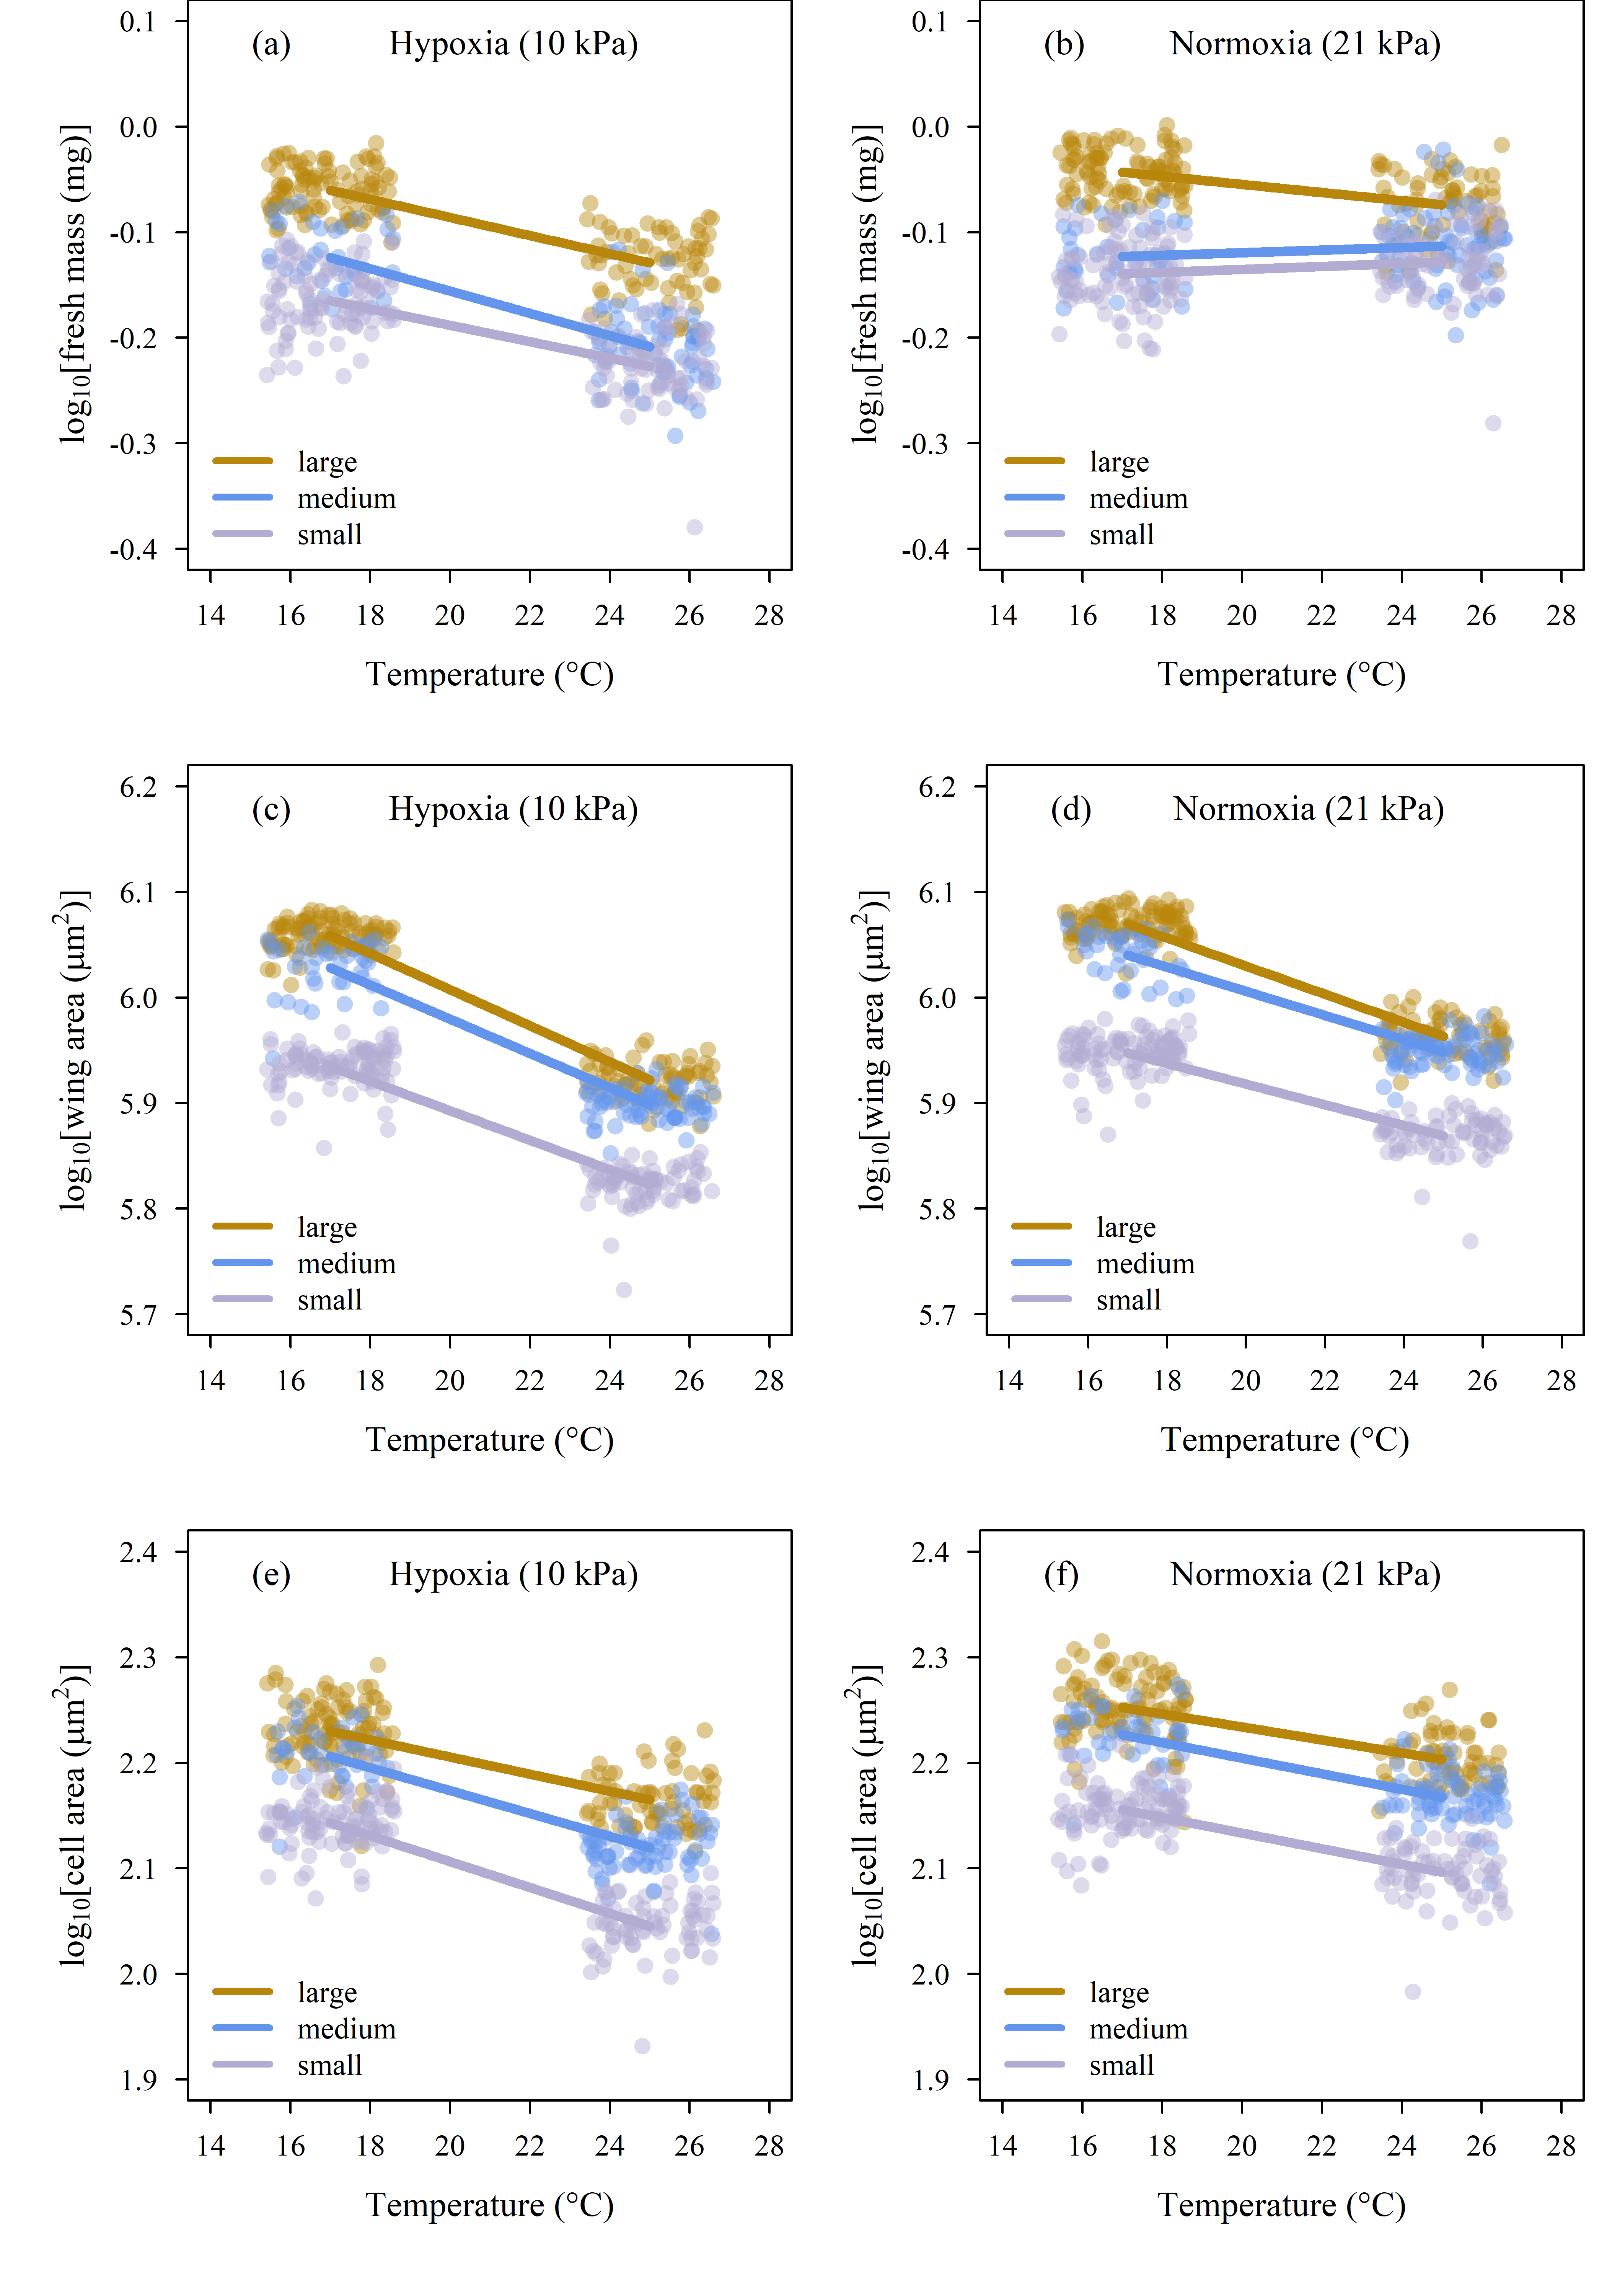 (a) Hypoxia (10 kPa)
log10[fresh mass (mg)]
0.1
0.0
-0.1
-0.2
-0.3
-0.4
large
medium
small
14 16 18 20 22 24 26 28
Temperature (°C)
(b) Normoxia (21 kPa)
log10[fresh mass (mg)]
0.1
0.0
-0.1
-0.2
-0.3
-0.4
large
medium
small
14 16 18 20 22 24 26 28
Temperature (°C)
(c) Hypoxia (10 kPa)
log10[wing area (μm²)]
6.2
6.1
6.0
5.9
5.8
5.7
large
medium
small
14 16 18 20 22 24 26 28
Temperature (°C)
(d) Normoxia (21 kPa)
log10[wing area (μm²)]
6.2
6.1
6.0
5.9
5.8
5.7
large
medium
small
14 16 18 20 22 24 26 28
Temperature (°C)
(e) Hypoxia (10 kPa)
log10[cell area (μm²)]
2.4
2.3
2.2
2.1
2.0
1.9
large
medium
small
14 16 18 20 22 24 26 28
Temperature (°C)
(f) Normoxia (21 kPa)
log10[cell area (μm²)]
2.4
2.3
2.2
2.1
2.0
1.9
large
medium
small
14 16 18 20 22 24 26 28
Temperature (°C)